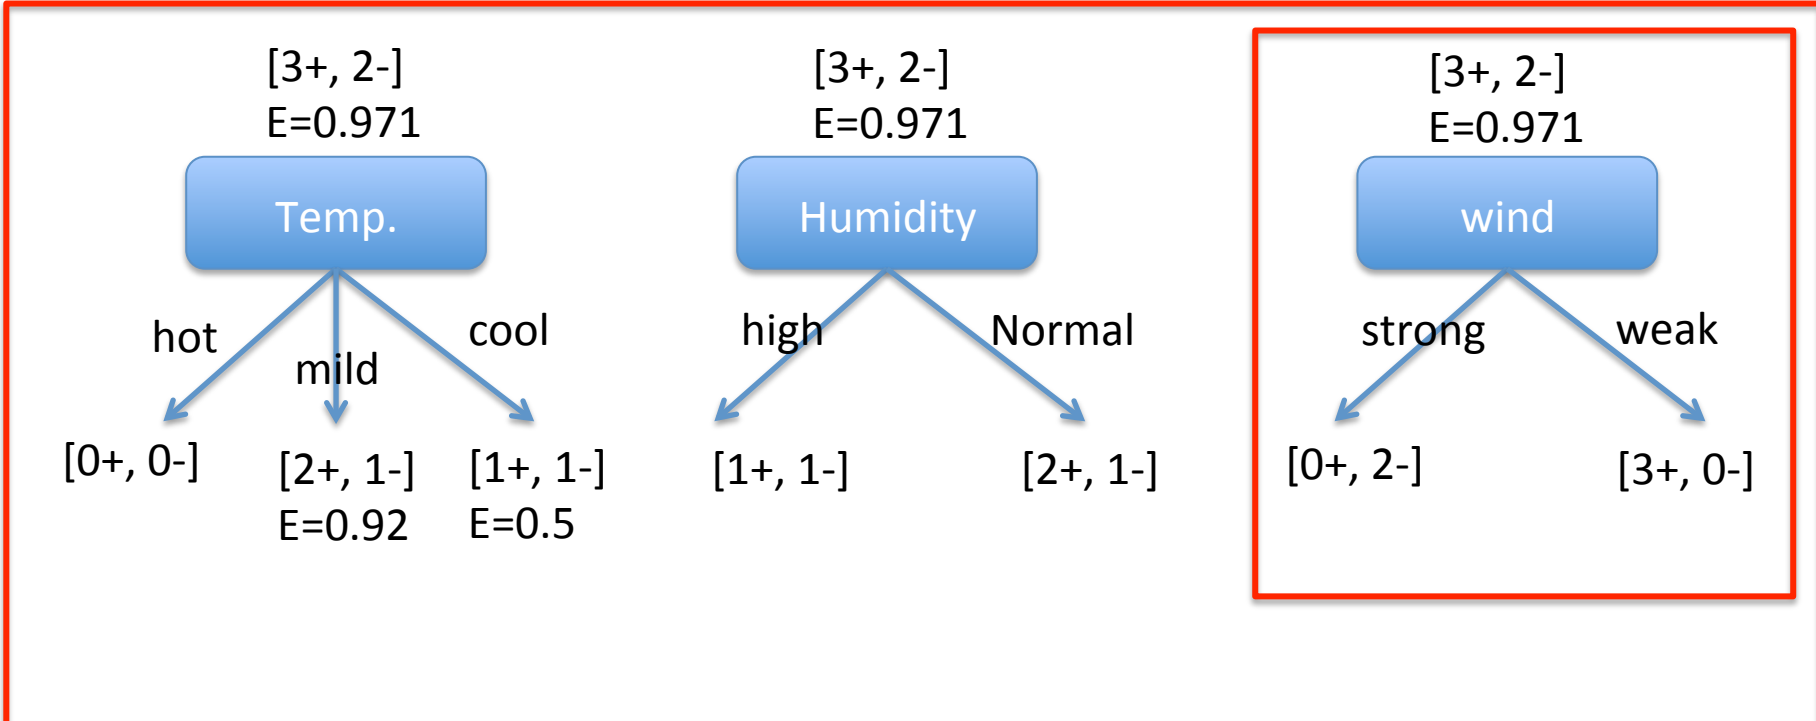 [3+, 2-]
E=0.971
Temp.
hot
mild
cool
[0+, 0-]
[2+, 1-]
E=0.92
[1+, 1-]
E=0.5
[3+, 2-]
E=0.971
Humidity
high
Normal
[1+, 1-]
[2+, 1-]
[3+, 2-]
E=0.971
wind
strong
weak
[0+, 2-]
[3+, 0-]